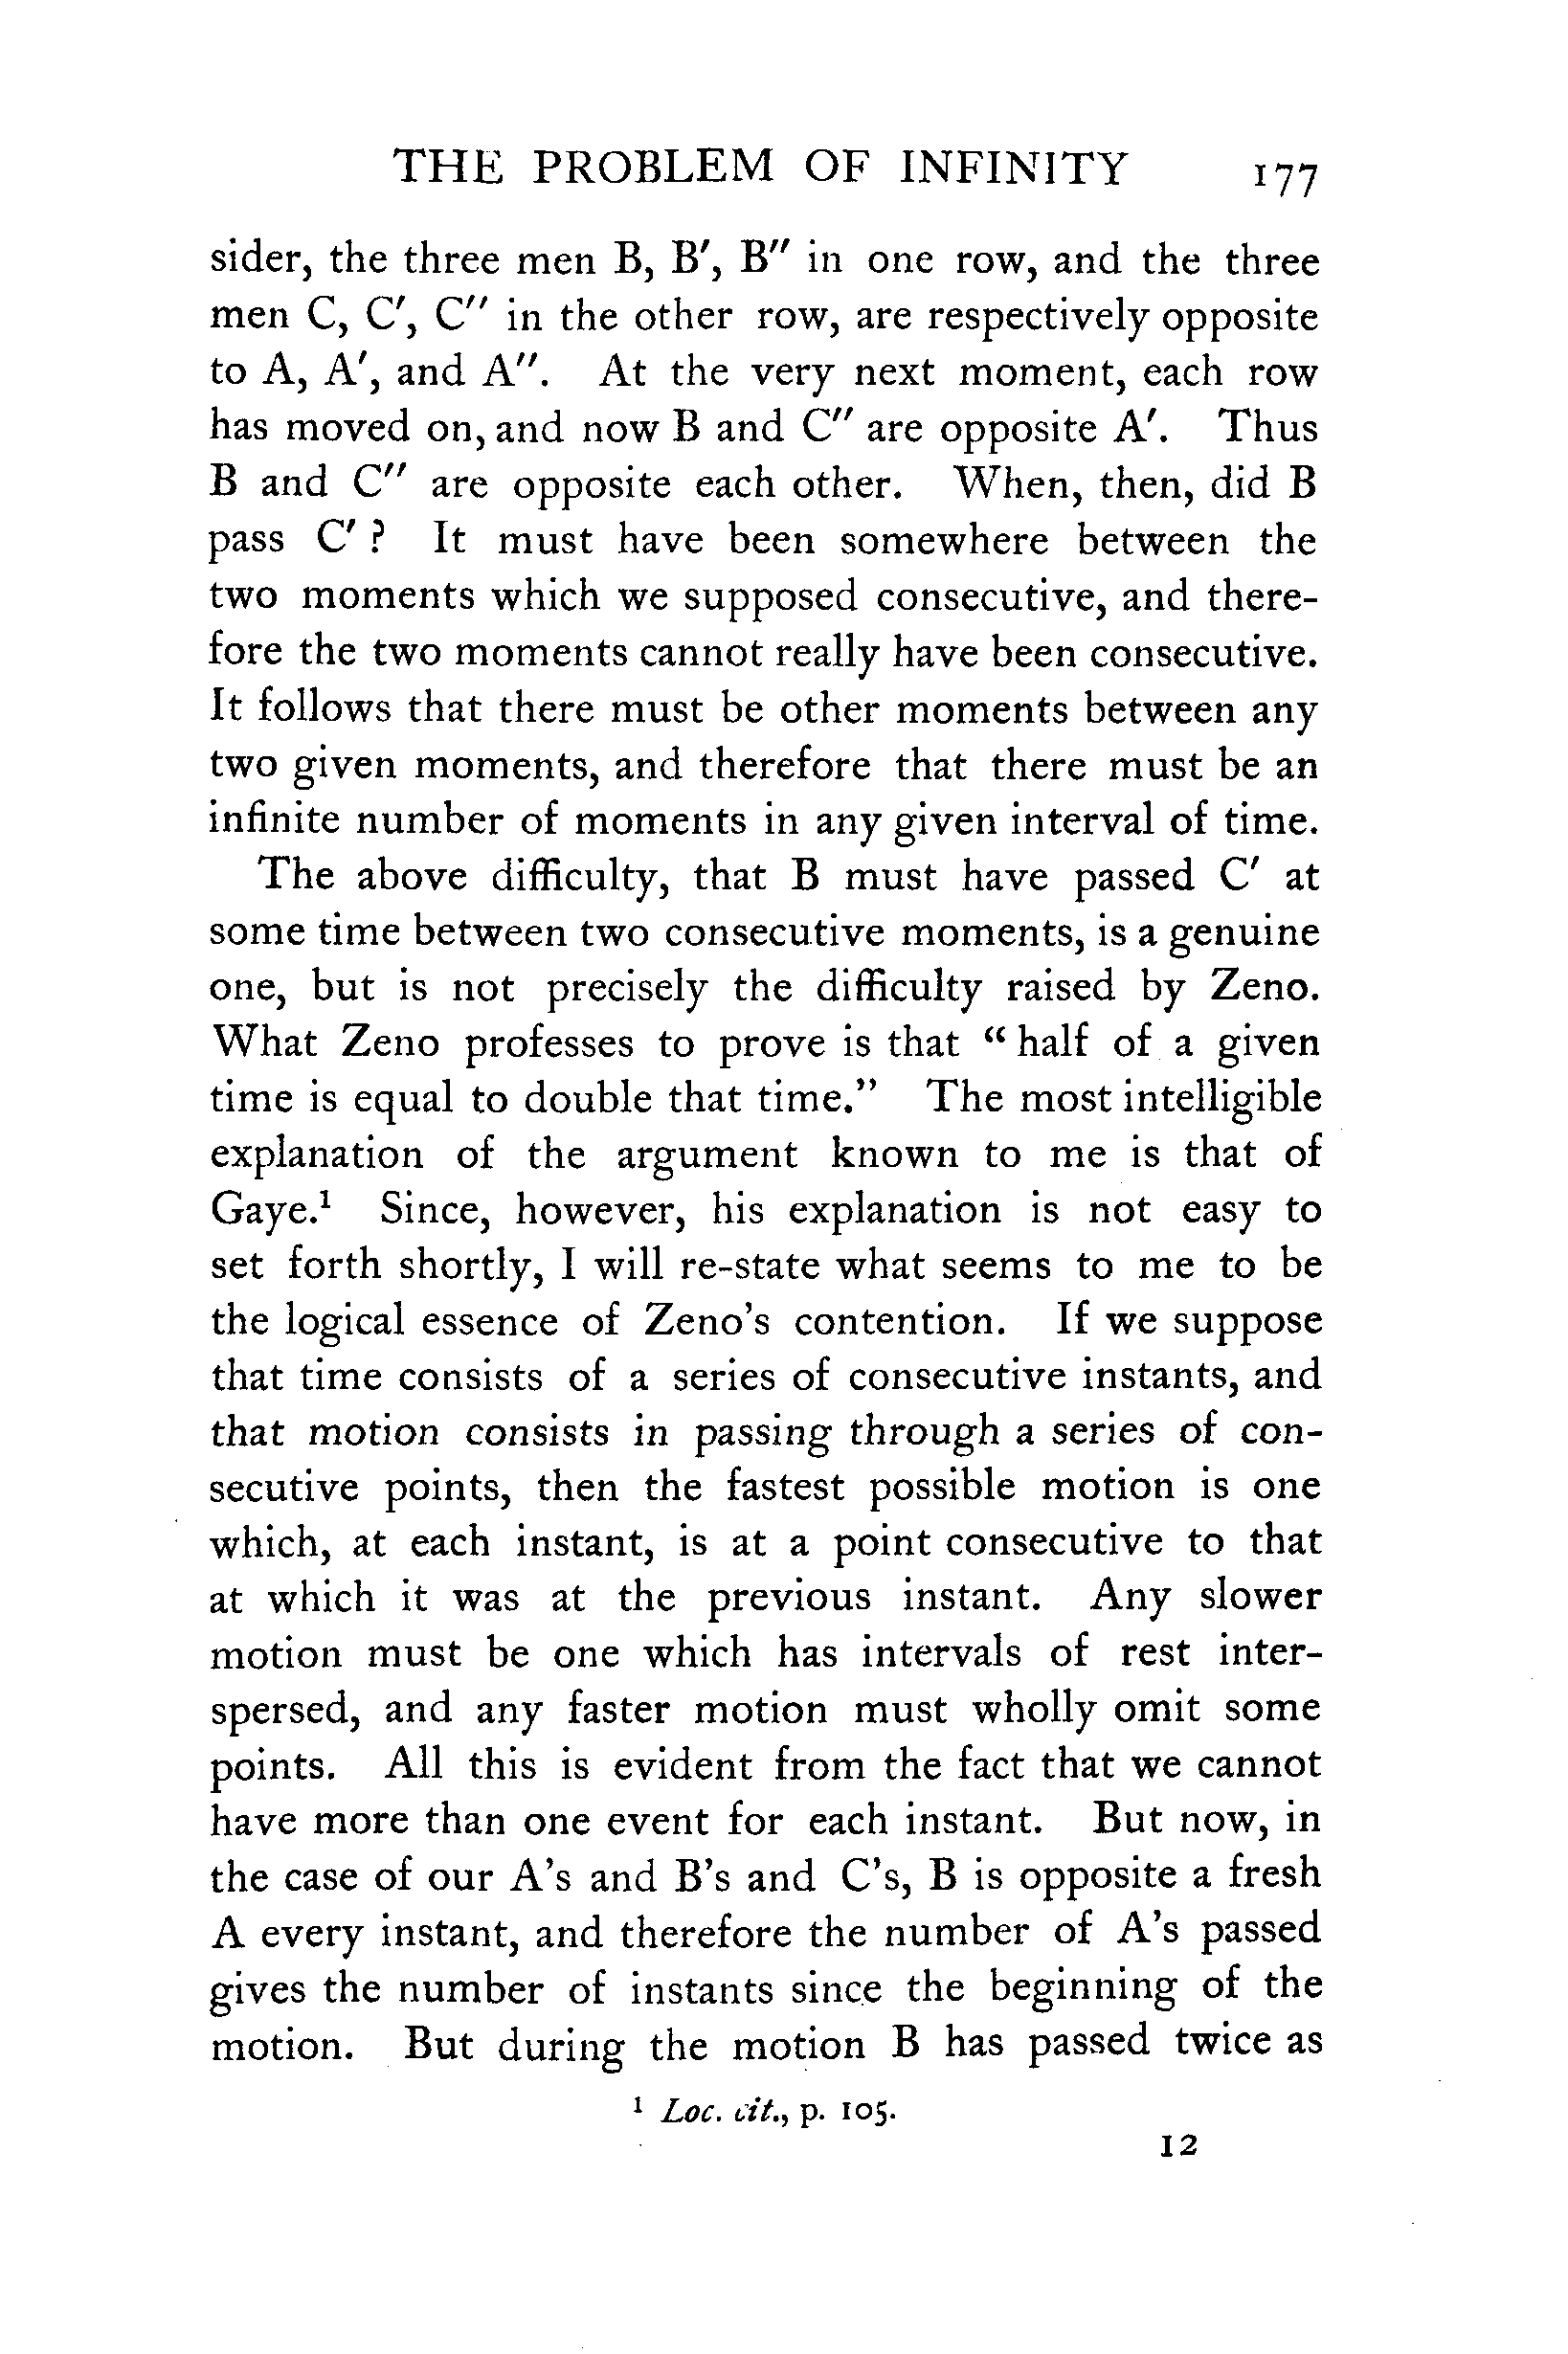 THE PROBLEM OF INFINITY 177
sider, the three men B, B′, B″ in one row, and the three
men C, C′, C″ in the other row, are respectively opposite
to A, A′, and A″. At the very next moment, each row
has moved on, and now B and C″ are opposite A′. Thus
B and C″ are opposite each other. When, then, did B
pass C′ ? It must have been somewhere between the
two moments which we supposed consecutive, and there-
fore the two moments cannot really have been consecutive.
It follows that there must be other moments between any
two given moments, and therefore that there must be an
infinite number of moments in any given interval of time.
The above difficulty, that B must have passed C′ at
some time between two consecutive moments, is a genuine
one, but is not precisely the difficulty raised by Zeno.
What Zeno professes to prove is that “ half of a given
time is equal to double that time.” The most intelligible
explanation of the argument known to me is that of
Gaye.¹ Since, however, his explanation is not easy to
set forth shortly, I will re-state what seems to me to be
the logical essence of Zeno’s contention. If we suppose
that time consists of a series of consecutive instants, and
that motion consists in passing through a series of con-
secutive points, then the fastest possible motion is one
which, at each instant, is at a point consecutive to that
at which it was at the previous instant. Any slower
motion must be one which has intervals of rest inter-
spersed, and any faster motion must wholly omit some
points. All this is evident from the fact that we cannot
have more than one event for each instant. But now, in
the case of our A’s and B’s and C’s, B is opposite a fresh
A every instant, and therefore the number of A’s passed
gives the number of instants since the beginning of the
motion. But during the motion B has passed twice as
¹ Loc. cit., p. 105.
12